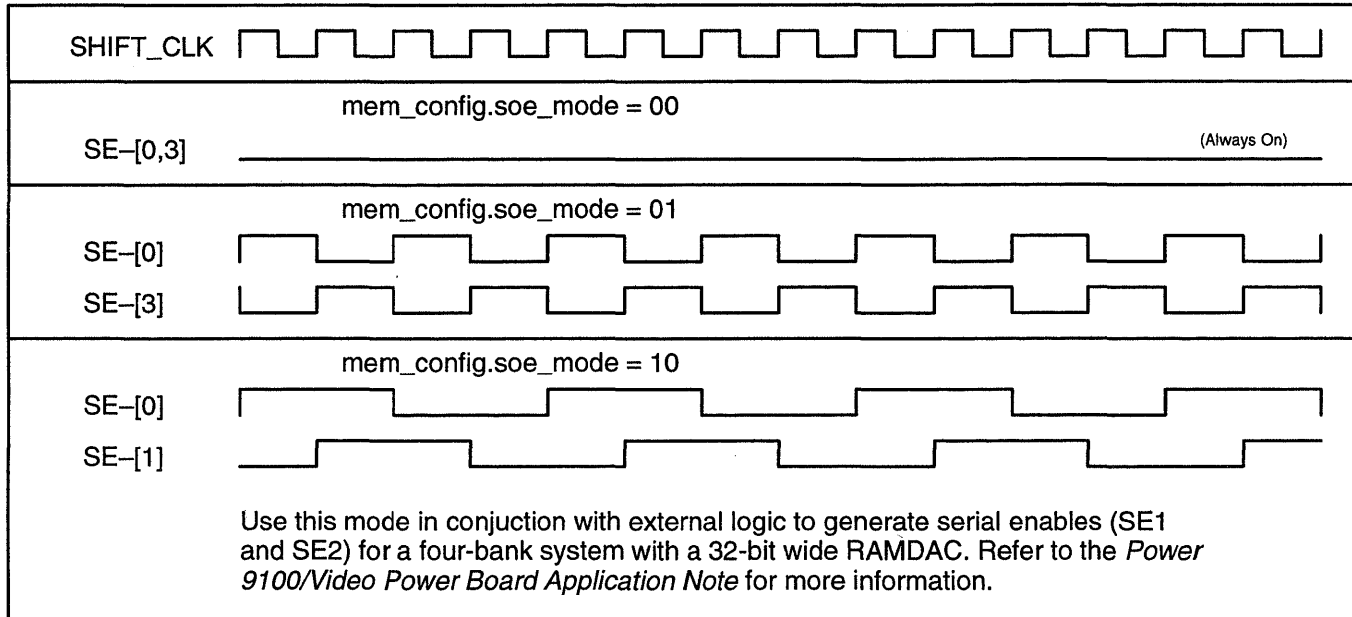 SHIFT_CLK
mem_config.soe_mode = 00
SE–[0,3]
(Always On)
mem_config.soe_mode = 01
SE–[0]
SE–[3]
mem_config.soe_mode = 10
SE–[0]
SE–[1]
Use this mode in conjuction with external logic to generate serial enables (SE1
and SE2) for a four-bank system with a 32-bit wide RAMDAC. Refer to the Power
9100/Video Power Board Application Note for more information.